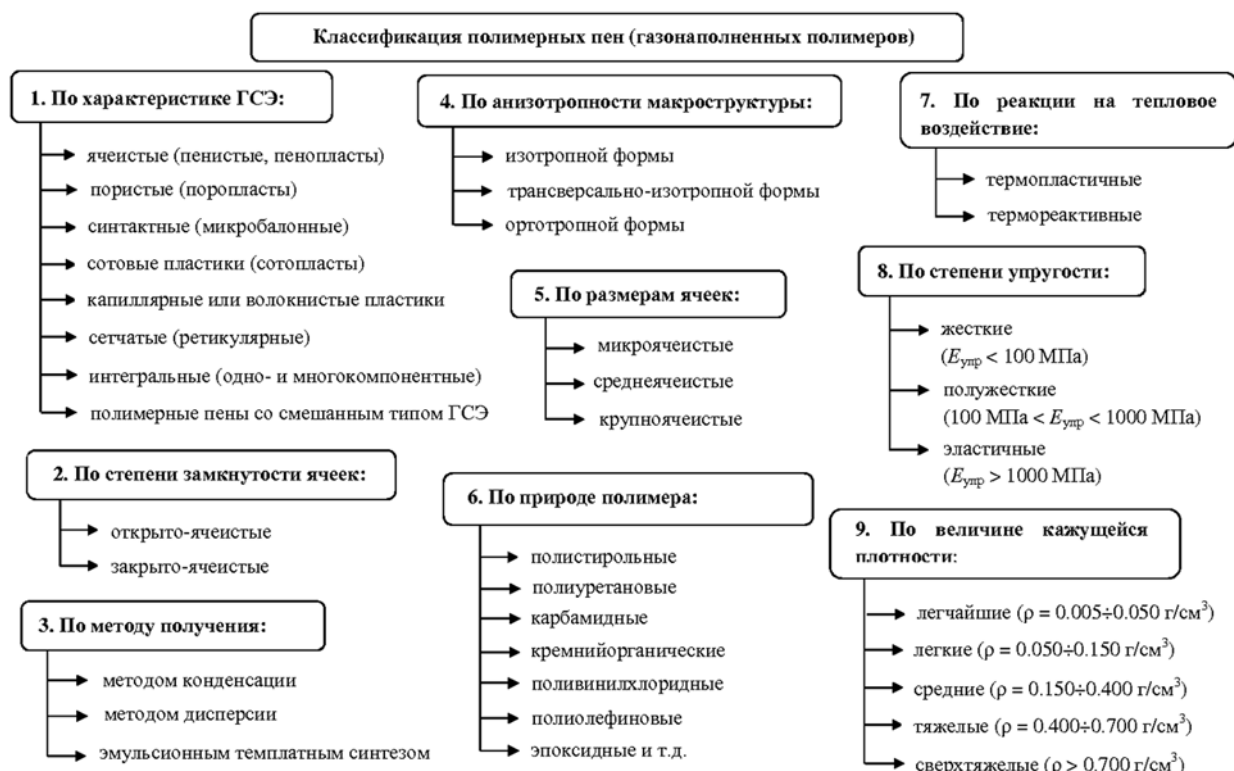 Классификация полимерных пен (газонаполненных полимеров)
1. По характеристике ГСЭ:
ячеистые (пенистые, пенопласты)
пористые (поропласты)
синтактные (микробалонные)
сотовые пластики (сотопласты)
капиллярные или волокнистые пластики
сетчатые (ретикулярные)
интегральные (одно- и многокомпонентные)
полимерные пены со смешанным типом ГСЭ
2. По степени замкнутости ячеек:
открыто-ячеистые
закрыто-ячеистые
3. По методу получения:
методом конденсации
методом дисперсии
эмульсионным темплатным синтезом
4. По анизотропности макроструктуры:
изотропной формы
трансверсально-изотропной формы
ортотропной формы
5. По размерам ячеек:
микроячеистые
среднеячеистые
крупноячеистые
6. По природе полимера:
полистирольные
полиуретановые
карбамидные
кремнийорганические
поливинилхлоридные
полиолефиновые
эпоксидные и т.д.
7. По реакции на тепловое
воздействие:
термопластичные
термореактивные
8. По степени упругости:
жесткие
(Eупр < 100 МПа)
полужесткие
(100 МПа < Eупр < 1000 МПа)
эластичные
(Eупр > 1000 МПа)
9. По величине кажущейся
плотности:
легчайшие (ρ = 0.005÷0.050 г/см³)
легкие (ρ = 0.050÷0.150 г/см³)
средние (ρ = 0.150÷0.400 г/см³)
тяжелые (ρ = 0.400÷0.700 г/см³)
сверхтяжелые (ρ > 0.700 г/см³)